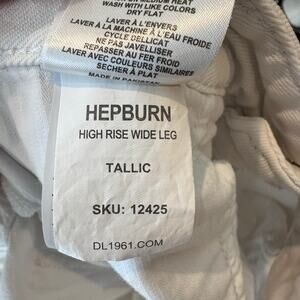 WASH WITH LIKE COLORS
DRY FLAT
LAVER À L'ENVERS
LAVER À LA MACHINE À L'EAU FROIDE
CYCLE DELLICAT
NE PAS JAVELLISER
REPASSER AU FER FROID
LAVER AVEC COULEURS SIMILAIRES
SÉCHER À PLAT
MADE IN PAKISTAN
HEPBURN
HIGH RISE WIDE LEG
TALLIC
SKU: 12425
DL1961.COM